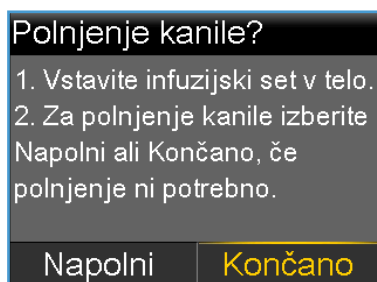 Polnjenje kanile?
1. Vstavite infuzijski set v telo.
2. Za polnjenje kanile izberite
Napolni ali Končano, če
polnjenje ni potrebno.
Napolni
Končano